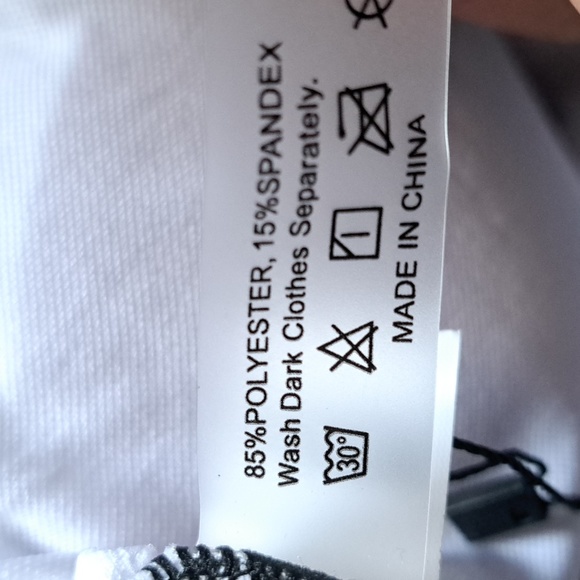 85%POLYESTER, 15%SPANDEX
Wash Dark Clothes Separately.
30°
MADE IN CHINA